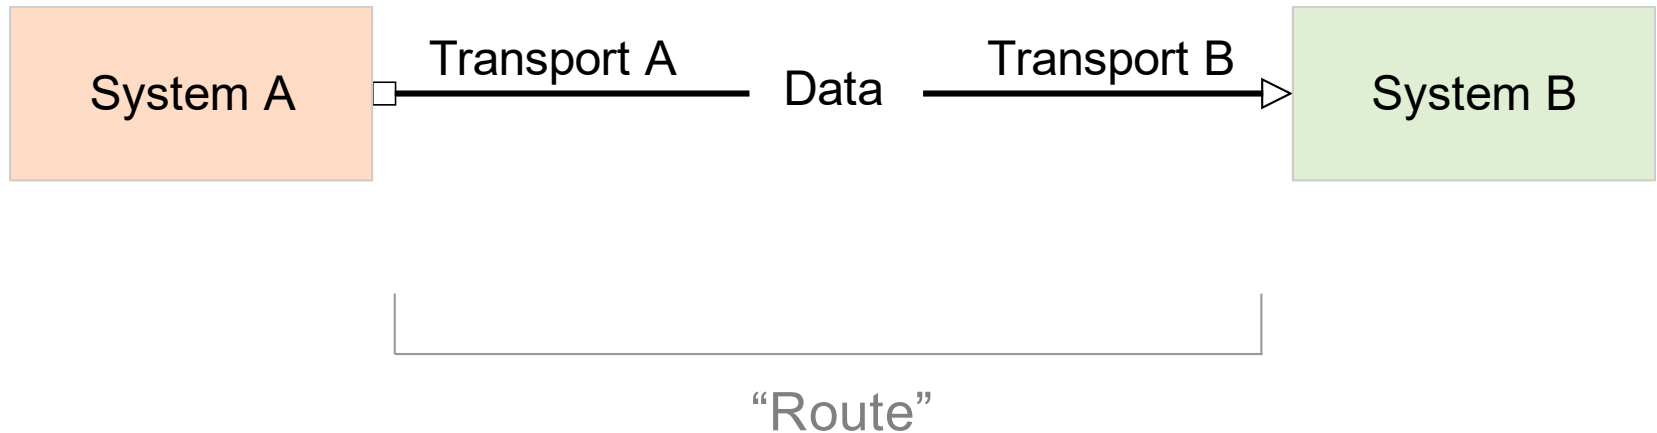 System A
Transport A
Data
Transport B
System B
“Route”